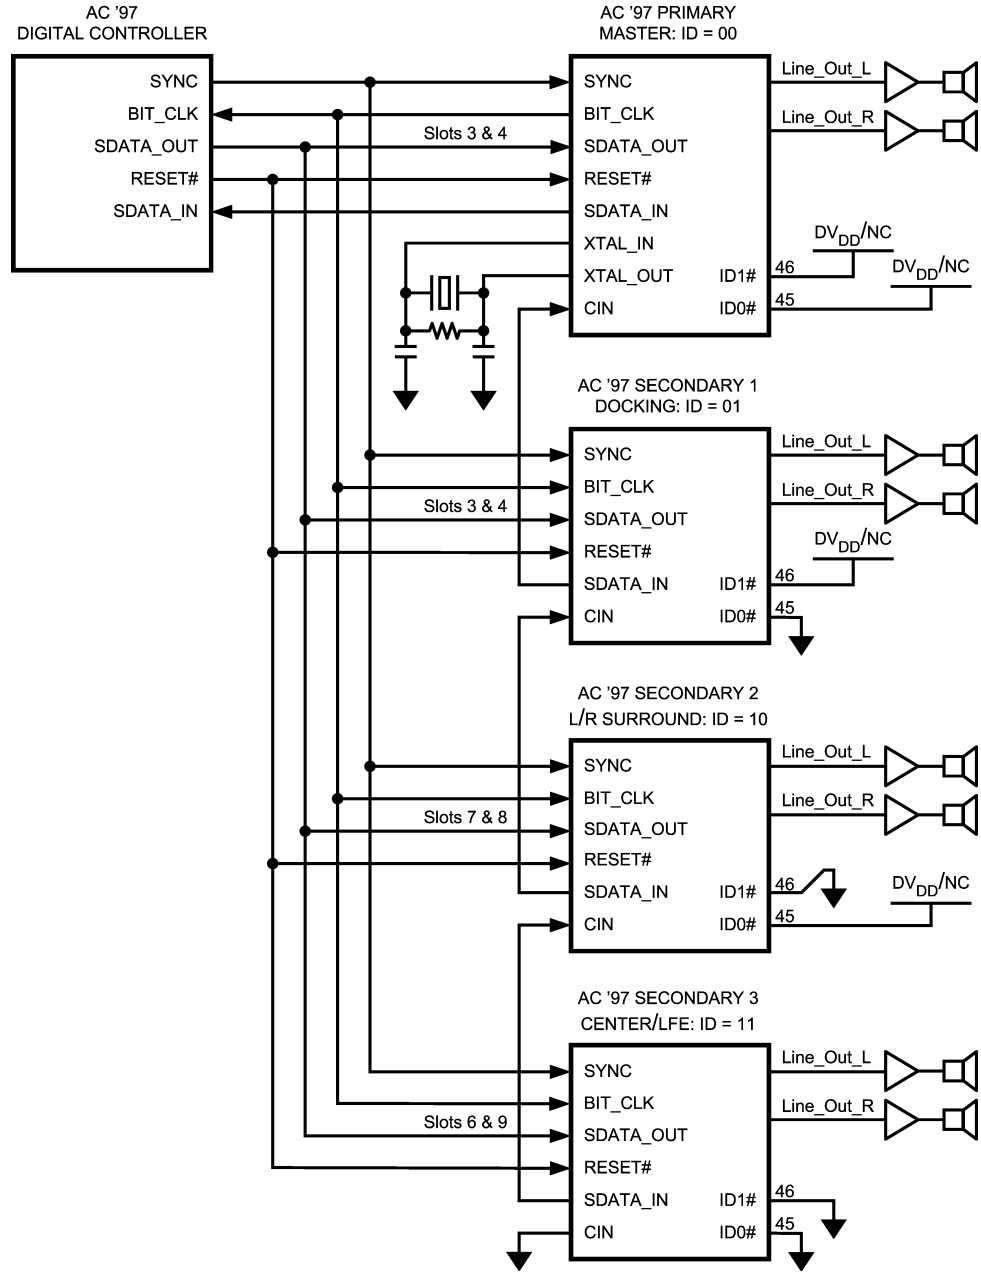 AC '97
DIGITAL CONTROLLER
SYNC
BIT_CLK
SDATA_OUT
RESET#
SDATA_IN
AC '97 PRIMARY
MASTER: ID = 00
SYNC
BIT_CLK
Slots 3 & 4
SDATA_OUT
RESET#
SDATA_IN
XTAL_IN
XTAL_OUT
CIN
ID1#
ID0#
46
45
Line_Out_L
Line_Out_R
DVDD/NC
DVDD/NC
AC '97 SECONDARY 1
DOCKING: ID = 01
SYNC
BIT_CLK
Slots 3 & 4
SDATA_OUT
RESET#
SDATA_IN
CIN
ID1#
ID0#
46
45
Line_Out_L
Line_Out_R
DVDD/NC
AC '97 SECONDARY 2
L/R SURROUND: ID = 10
SYNC
BIT_CLK
Slots 7 & 8
SDATA_OUT
RESET#
SDATA_IN
CIN
ID1#
ID0#
46
45
Line_Out_L
Line_Out_R
DVDD/NC
AC '97 SECONDARY 3
CENTER/LFE: ID = 11
SYNC
BIT_CLK
Slots 6 & 9
SDATA_OUT
RESET#
SDATA_IN
CIN
ID1#
ID0#
46
45
Line_Out_L
Line_Out_R